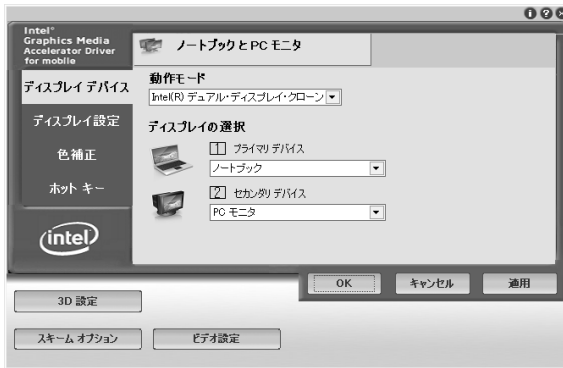 Intel®
Graphics Media
Accelerator Driver
for mobile
ノートブックと PC モニタ
ディスプレイ デバイス
ディスプレイ設定
色補正
ホット キー
intel
動作モード
Intel(R) デュアル・ディスプレイ・クローン
ディスプレイの選択
1 プライマリ デバイス
ノートブック
2 セカンダリ デバイス
PC モニタ
OK
キャンセル
適用
3D 設定
スキーム オプション
ビデオ設定